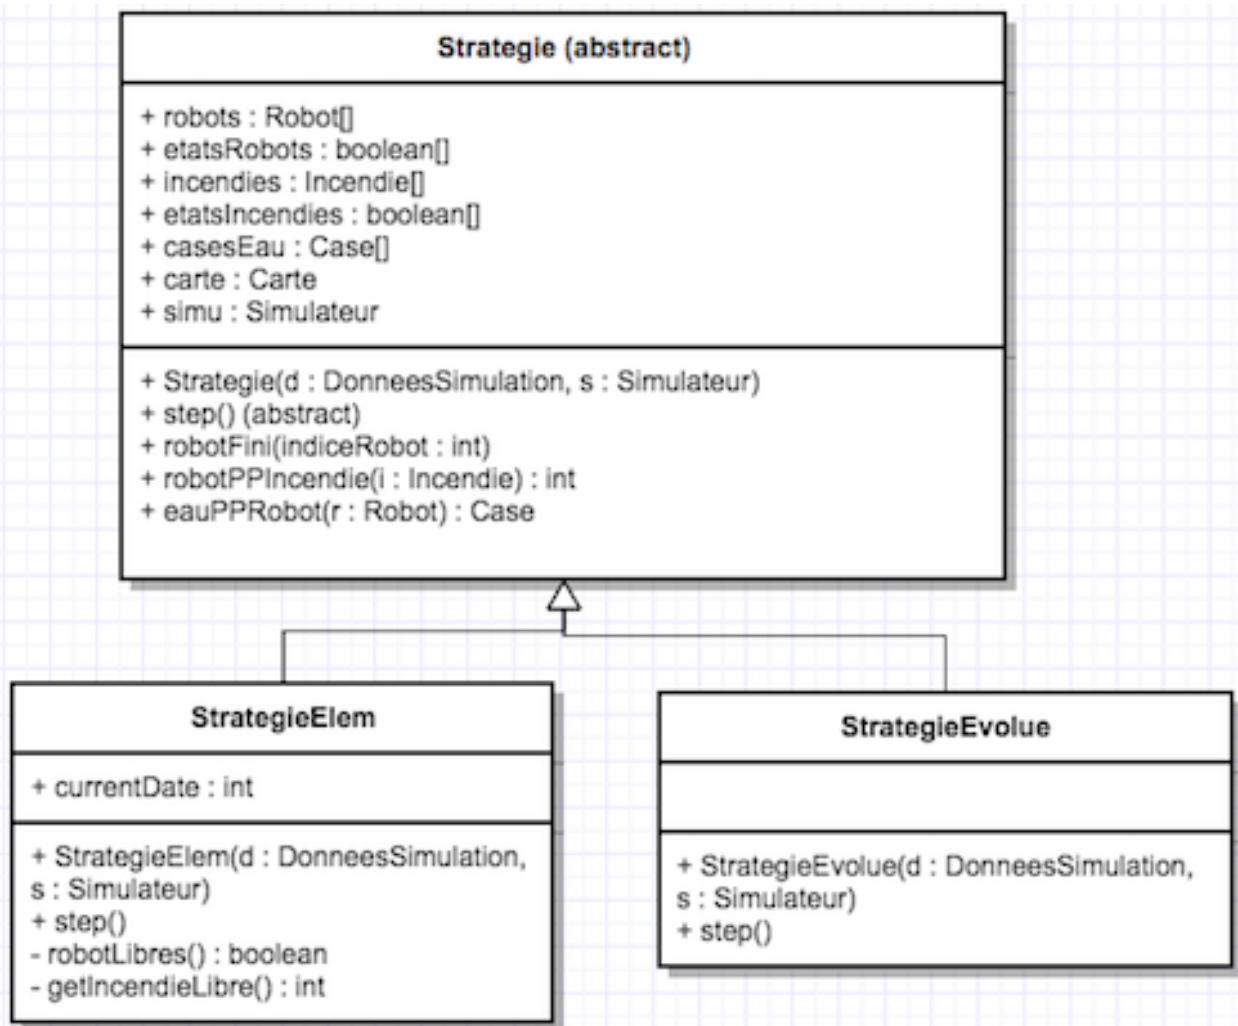 Strategie (abstract)
+ robots : Robot[]
+ etatsRobots : boolean[]
+ incendies : Incendie[]
+ etatsIncendies : boolean[]
+ casesEau : Case[]
+ carte : Carte
+ simu : Simulateur
+ Strategie(d : DonneesSimulation, s : Simulateur)
+ step() (abstract)
+ robotFini(indiceRobot : int)
+ robotPPIncendie(i : Incendie) : int
+ eauPPRobot(r : Robot) : Case
StrategieElem
+ currentDate : int
+ StrategieElem(d : DonneesSimulation,
s : Simulateur)
+ step()
- robotLibres() : boolean
- getIncendieLibre() : int
StrategieEvolue
+ StrategieEvolue(d : DonneesSimulation,
s : Simulateur)
+ step()